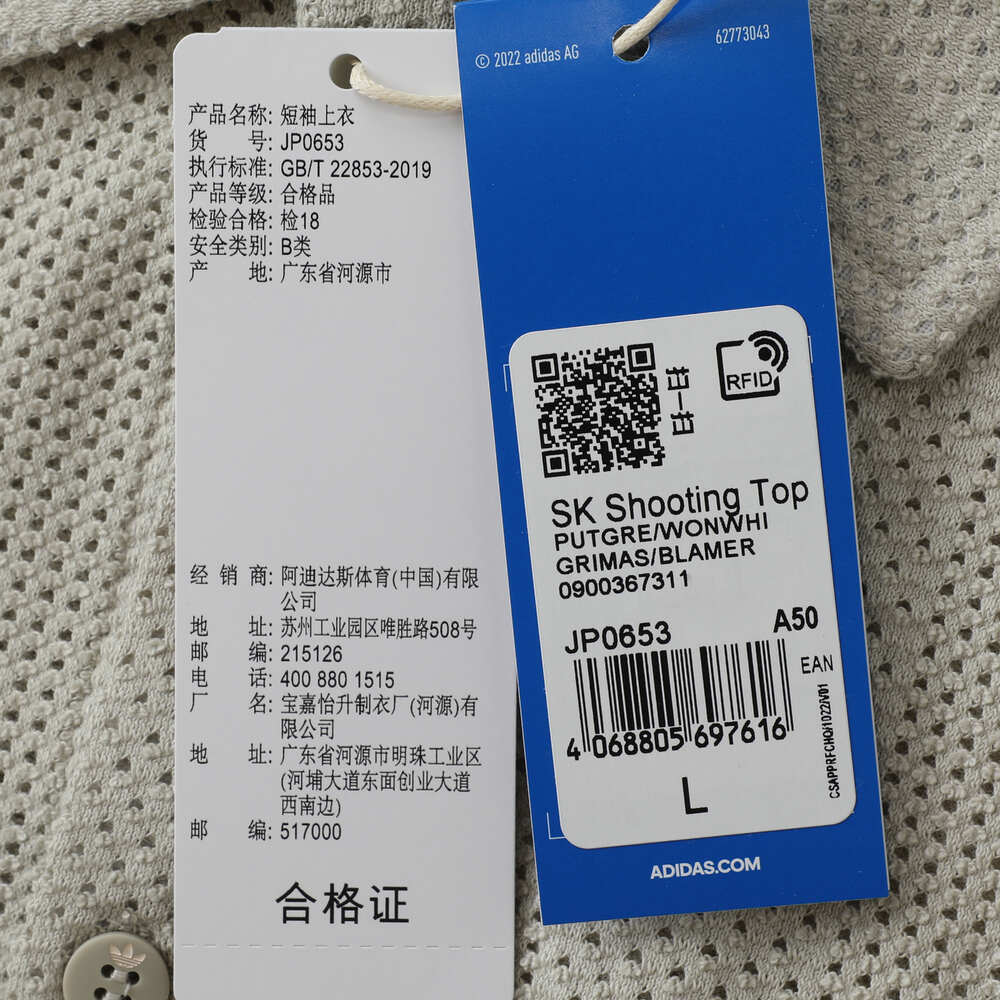 产品名称: 短袖上衣
货 号: JP0653
执行标准: GB/T 22853-2019
产品等级: 合格品
检验合格: 检18
安全类别: B类
产 地: 广东省河源市
经 销 商: 阿迪达斯体育(中国)有限
公司
地 址: 苏州工业园区唯胜路508号
邮 编: 215126
电 话: 400 880 1515
厂 名: 宝嘉怡升制衣厂(河源)有
限公司
地 址: 广东省河源市明珠工业区
(河埔大道东面创业大道
西南边)
邮 编: 517000
合格证
© 2022 adidas AG
62773043
RFID
SK Shooting Top
PUTGRE/WONWHI
GRIMAS/BLAMER
0900367311
JP0653
A50
EAN
4 068805 697616
CSAPPRFCHQ/1022/V01
L
ADIDAS.COM